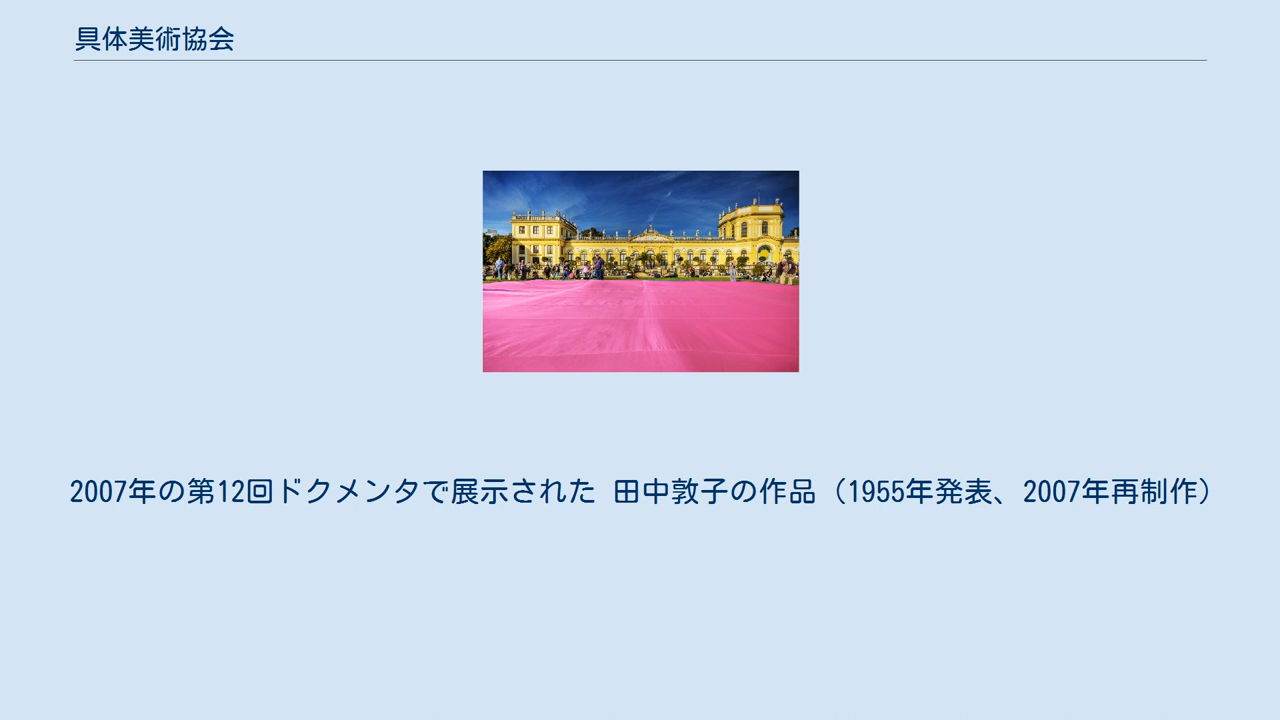 具体美術協会
2007年の第12回ドクメンタで展示された 田中敦子の作品（1955年発表、2007年再制作）